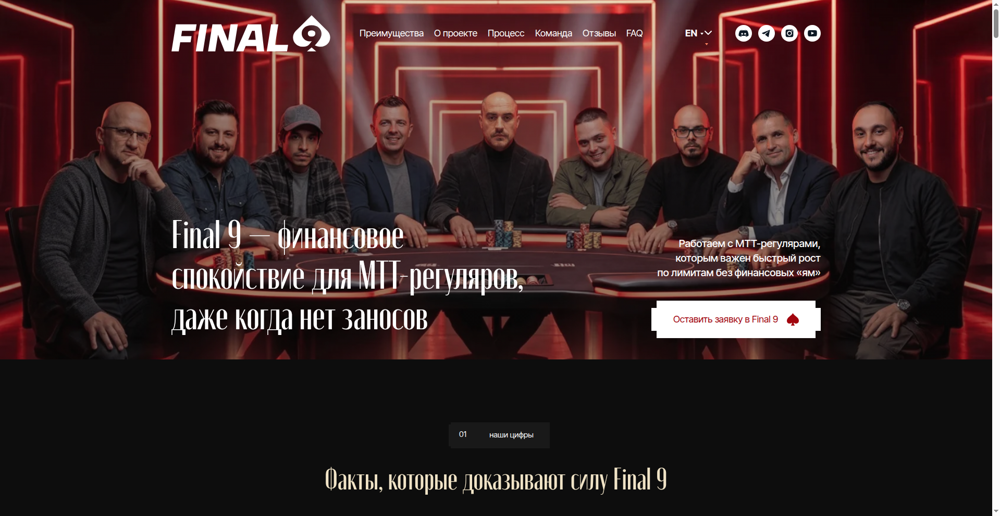 FINAL 9
Преимущества
О проекте
Процесс
Команда
Отзывы
FAQ
EN
Final 9 — финансовое
спокойствие для МТТ-регуляров,
даже когда нет заносов
Работаем с МТТ-регулярами,
которым важен быстрый рост
по лимитам без финансовых «ям»
Оставить заявку в Final 9
01
наши цифры
Факты, которые доказывают силу Final 9